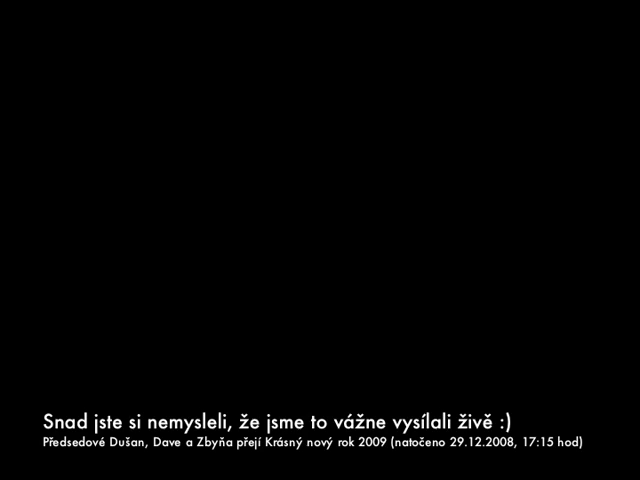 Snad jste si nemysleli, že jsme to vážne vysílali živě :)
Předsedové Dušan, Dave a Zbyňa přejí Krásný nový rok 2009 (natočeno 29.12.2008, 17:15 hod)